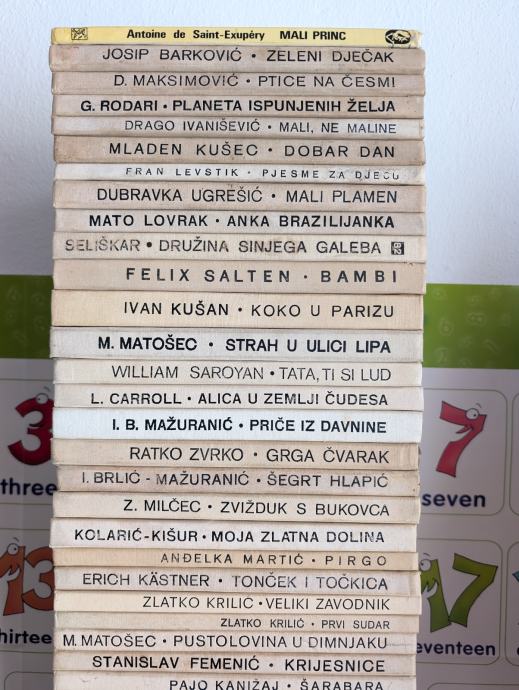 Antoine de Saint-Exupéry MALI PRINC
JOSIP BARKOVIĆ • ZELENI DJEČAK
D. MAKSIMOVIĆ • PTICE NA ČESMI
G. RODARI • PLANETA ISPUNJENIH ŽELJA
DRAGO IVANIŠEVIĆ • MALI, NE MALINE
MLADEN KUŠEC • DOBAR DAN
FRAN LEVSTIK • PJESME ZA DJECU
DUBRAVKA UGREŠIĆ • MALI PLAMEN
MATO LOVRAK • ANKA BRAZILIJANKA
SELIŠKAR • DRUŽINA SINJEGA GALEBA
FELIX SALTEN • BAMBI
IVAN KUŠAN • KOKO U PARIZU
M. MATOŠEC • STRAH U ULICI LIPA
WILLIAM SAROYAN • TATA, TI SI LUD
L. CARROLL • ALICA U ZEMLJI ČUDESA
I. B. MAŽURANIĆ • PRIČE IZ DAVNINE
RATKO ZVRKO • GRGA ČVARAK
I. BRLIĆ - MAŽURANIĆ • ŠEGRT HLAPIĆ
Z. MILČEC • ZVIŽDUK S BUKOVCA
KOLARIĆ-KIŠUR • MOJA ZLATNA DOLINA
ANĐELKA MARTIĆ • PIRGO
ERICH KÄSTNER • TONČEK I TOČKICA
ZLATKO KRILIĆ • VELIKI ZAVODNIK
ZLATKO KRILIĆ • PRVI SUDAR
M. MATOŠEC • PUSTOLOVINA U DIMNJAKU
STANISLAV FEMENIĆ • KRIJESNICE
PAJO KANIŽAJ • ŠARABARA
3
three
7
seven
13
hirtee
17
eventeen